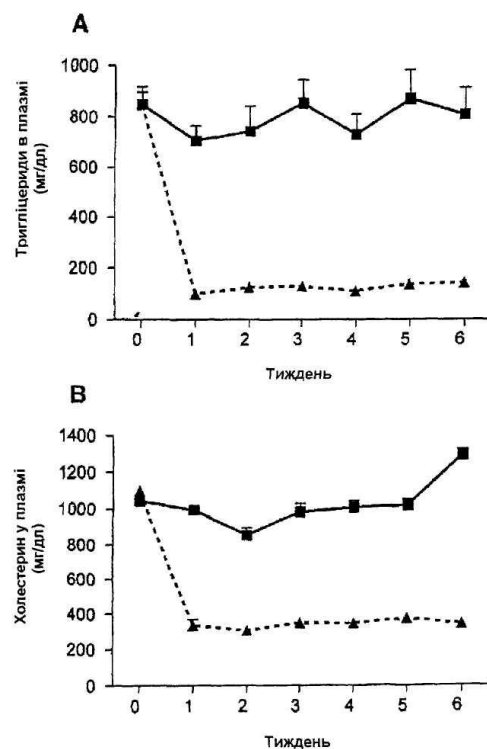 A
Тригліцериди в плазмі
(мг/дл)
1000
800
600
400
200
0
0 1 2 3 4 5 6
Тиждень
B
Холестерин у плазмі
(мг/дл)
1400
1200
1000
800
600
400
200
0
0 1 2 3 4 5 6
Тиждень